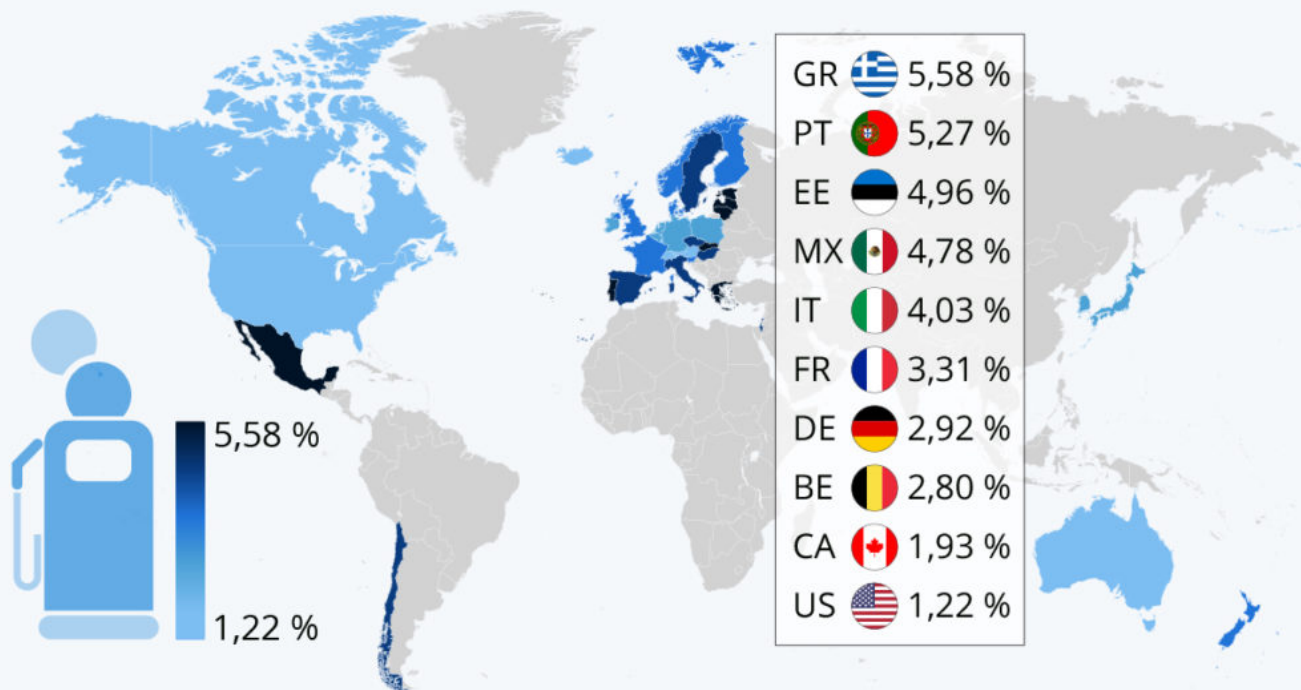 GR 5,58 %
PT 5,27 %
EE 4,96 %
MX 4,78 %
IT 4,03 %
FR 3,31 %
DE 2,92 %
BE 2,80 %
CA 1,93 %
US 1,22 %
5,58 %
1,22 %